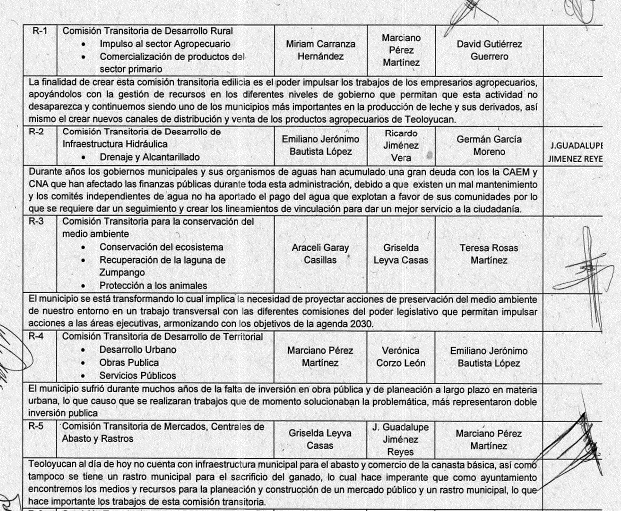 R-1 Comisión Transitoria de Desarrollo Rural
• Impulso al sector Agropecuario
• Comercialización de productos del sector primario
Miriam Carranza Hernández
Marciano Pérez Martínez
David Gutiérrez Guerrero
La finalidad de crear esta comisión transitoria edilicia es el poder impulsar los trabajos de los empresarios agropecuarios,
apoyándolos con la gestión de recursos en los diferentes niveles de gobierno que permitan que esta actividad no
desaparezca y continuemos siendo uno de los municipios más importantes en la producción de leche y sus derivados, así
mismo el crear nuevos canales de distribución y venta de los productos agropecuarios de Teoloyucan.
R-2 Comisión Transitoria de Desarrollo de
Infraestructura Hidráulica
• Drenaje y Alcantarillado
Emiliano Jerónimo Bautista López
Ricardo Jiménez Vera
Germán García Moreno
J.GUADALUPE
JIMENEZ REYE
Durante años los gobiernos municipales y sus organismos de aguas han acumulado una gran deuda con los la CAEM y
CNA que han afectado las finanzas públicas durante toda esta administración, debido a que existen un mal mantenimiento
y los comités independientes de agua no ha aportado el pago del agua que explotan a favor de sus comunidades por lo
que se requiere dar un seguimiento y crear los lineamientos de vinculación para dar un mejor servicio a la ciudadanía.
R-3 Comisión Transitoria para la conservación del
medio ambiente
• Conservación del ecosistema
• Recuperación de la laguna de
Zumpango
• Protección a los animales
Araceli Garay Casillas
Griselda Leyva Casas
Teresa Rosas Martínez
El municipio se está transformando lo cual implica la necesidad de proyectar acciones de preservación del medio ambiente
de nuestro entorno en un trabajo transversal con las diferentes comisiones del poder legislativo que permitan impulsar
acciones a las áreas ejecutivas, armonizando con los objetivos de la agenda 2030.
R-4 Comisión Transitoria de Desarrollo de Territorial
• Desarrollo Urbano
• Obras Publica
• Servicios Públicos
Marciano Pérez Martínez
Verónica Corzo León
Emiliano Jerónimo Bautista López
El municipio sufrió durante muchos años de la falta de inversión en obra pública y de planeación a largo plazo en materia
urbana, lo que causo que se realizaran trabajos que de momento solucionaban la problemática, más representaron doble
inversión publica
R-5 Comisión Transitoria de Mercados, Centrales de
Abasto y Rastros
Griselda Leyva Casas
J. Guadalupe Jiménez Reyes
Marciano Pérez Martínez
Teoloyucan al día de hoy no cuenta con infraestructura municipal para el abasto y comercio de la canasta básica, así como
tampoco se tiene un rastro municipal para el sacrificio del ganado, lo cual hace imperante que como ayuntamiento
encontremos los medios y recursos para la planeación y construcción de un mercado público y un rastro municipal, lo que
hace importante los trabajos de esta comisión transitoria.